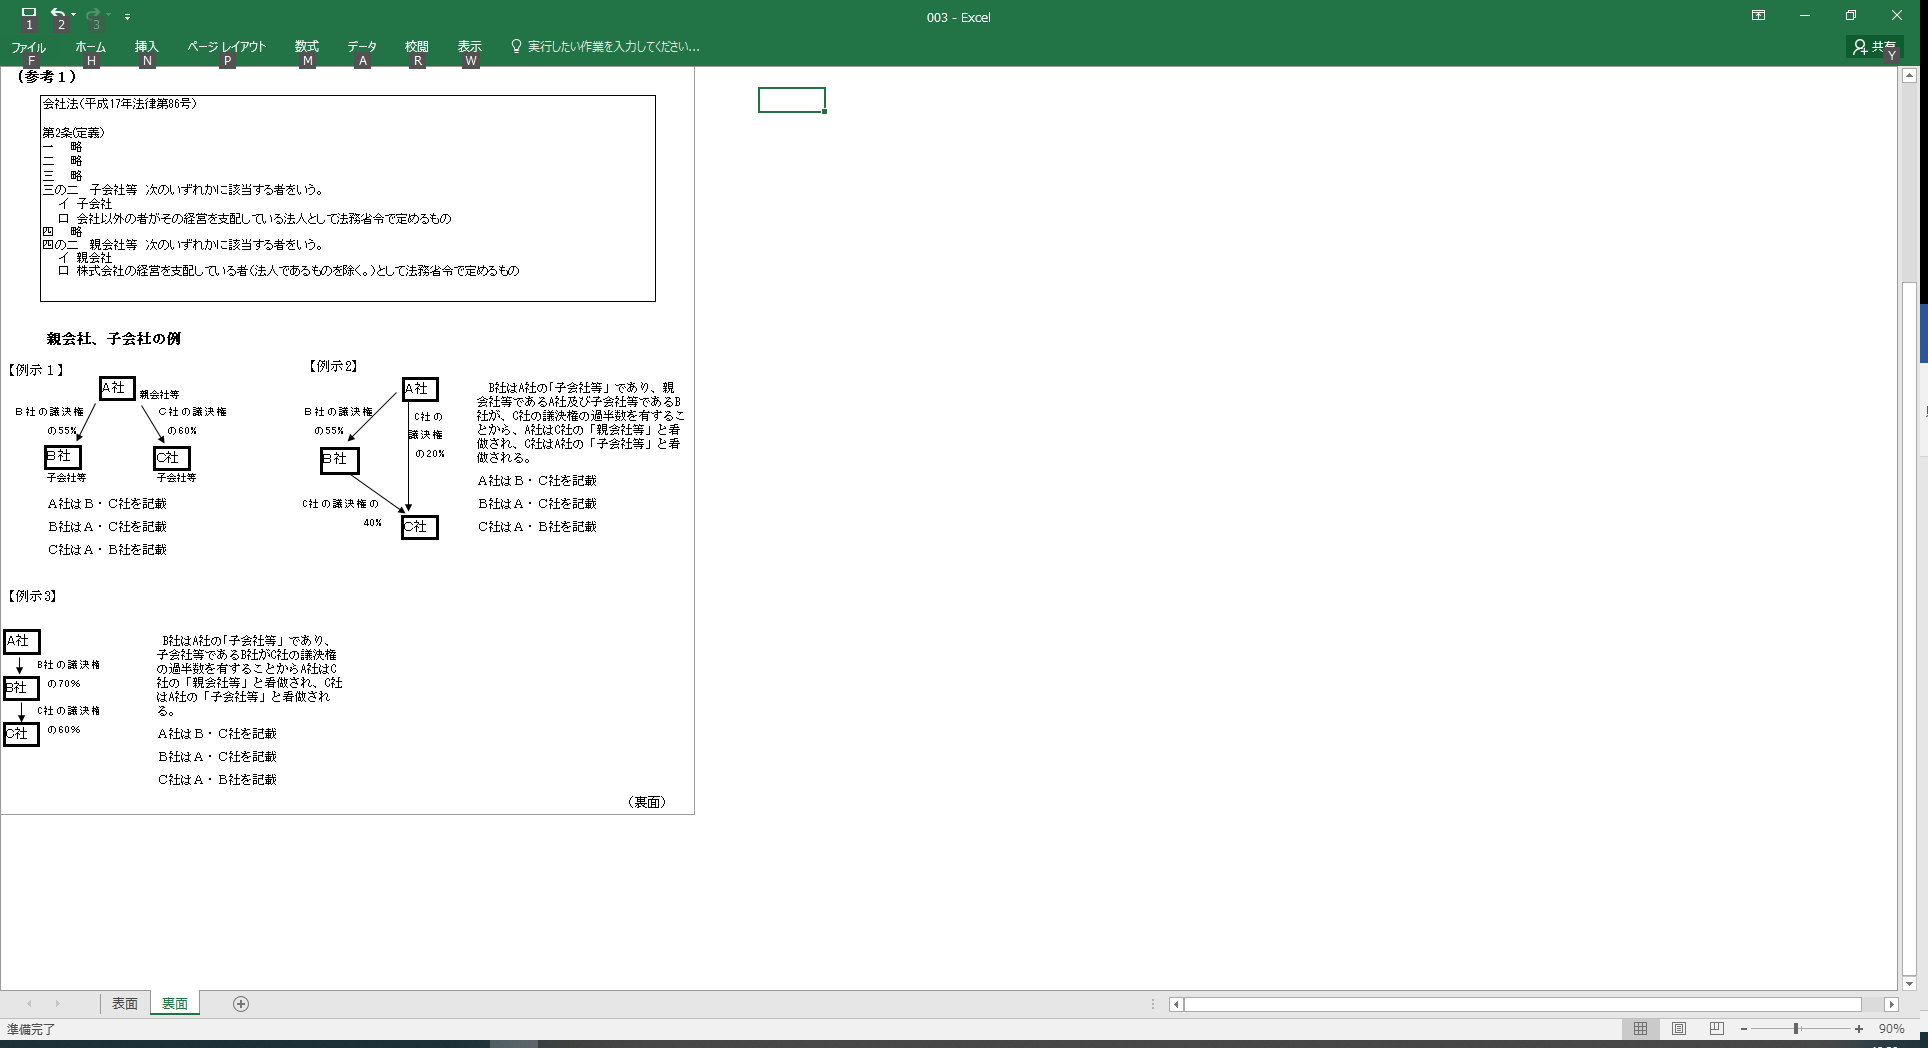 003 - Excel
1 2 3
ファイル ホーム 挿入 ページ レイアウト 数式 データ 校閲 表示 実行したい作業を入力してください... 共有
F H N P M A R W Y
（参考１）
会社法（平成17年法律第86号）
第2条(定義)
一　略
二　略
三　略
三の二　子会社等　次のいずれかに該当する者をいう。
イ 子会社
ロ 会社以外の者がその経営を支配している法人として法務省令で定めるもの
四　略
四の二　親会社等　次のいずれかに該当する者をいう。
イ 親会社
ロ 株式会社の経営を支配している者（法人であるものを除く。）として法務省令で定めるもの
親会社、子会社の例
【例示１】
A社
親会社等
Ｂ社の議決権
の55%
Ｃ社の議決権
の60%
B社
C社
子会社等
子会社等
Ａ社はＢ・Ｃ社を記載
Ｂ社はＡ・Ｃ社を記載
Ｃ社はＡ・Ｂ社を記載
【例示2】
A社
Ｂ社の議決権
の55%
C社の
議決権
の20%
B社
C社の議決権の
40%
C社
B社はA社の「子会社等」であり、親
会社等であるA社及び子会社等であるB
社が、C社の議決権の過半数を有するこ
とから、A社はC社の「親会社等」と看
做され、C社はA社の「子会社等」と看
做される。
Ａ社はＢ・Ｃ社を記載
Ｂ社はＡ・Ｃ社を記載
Ｃ社はＡ・Ｂ社を記載
【例示3】
A社
B社の議決権
の70%
B社
C社の議決権
の60%
C社
B社はA社の「子会社等」であり、
子会社等であるB社がC社の議決権
の過半数を有することからA社はC
社の「親会社等」と看做され、C社
はA社の「子会社等」と看做され
る。
Ａ社はＢ・Ｃ社を記載
Ｂ社はＡ・Ｃ社を記載
Ｃ社はＡ・Ｂ社を記載
（裏面）
表面 裏面
準備完了
90%